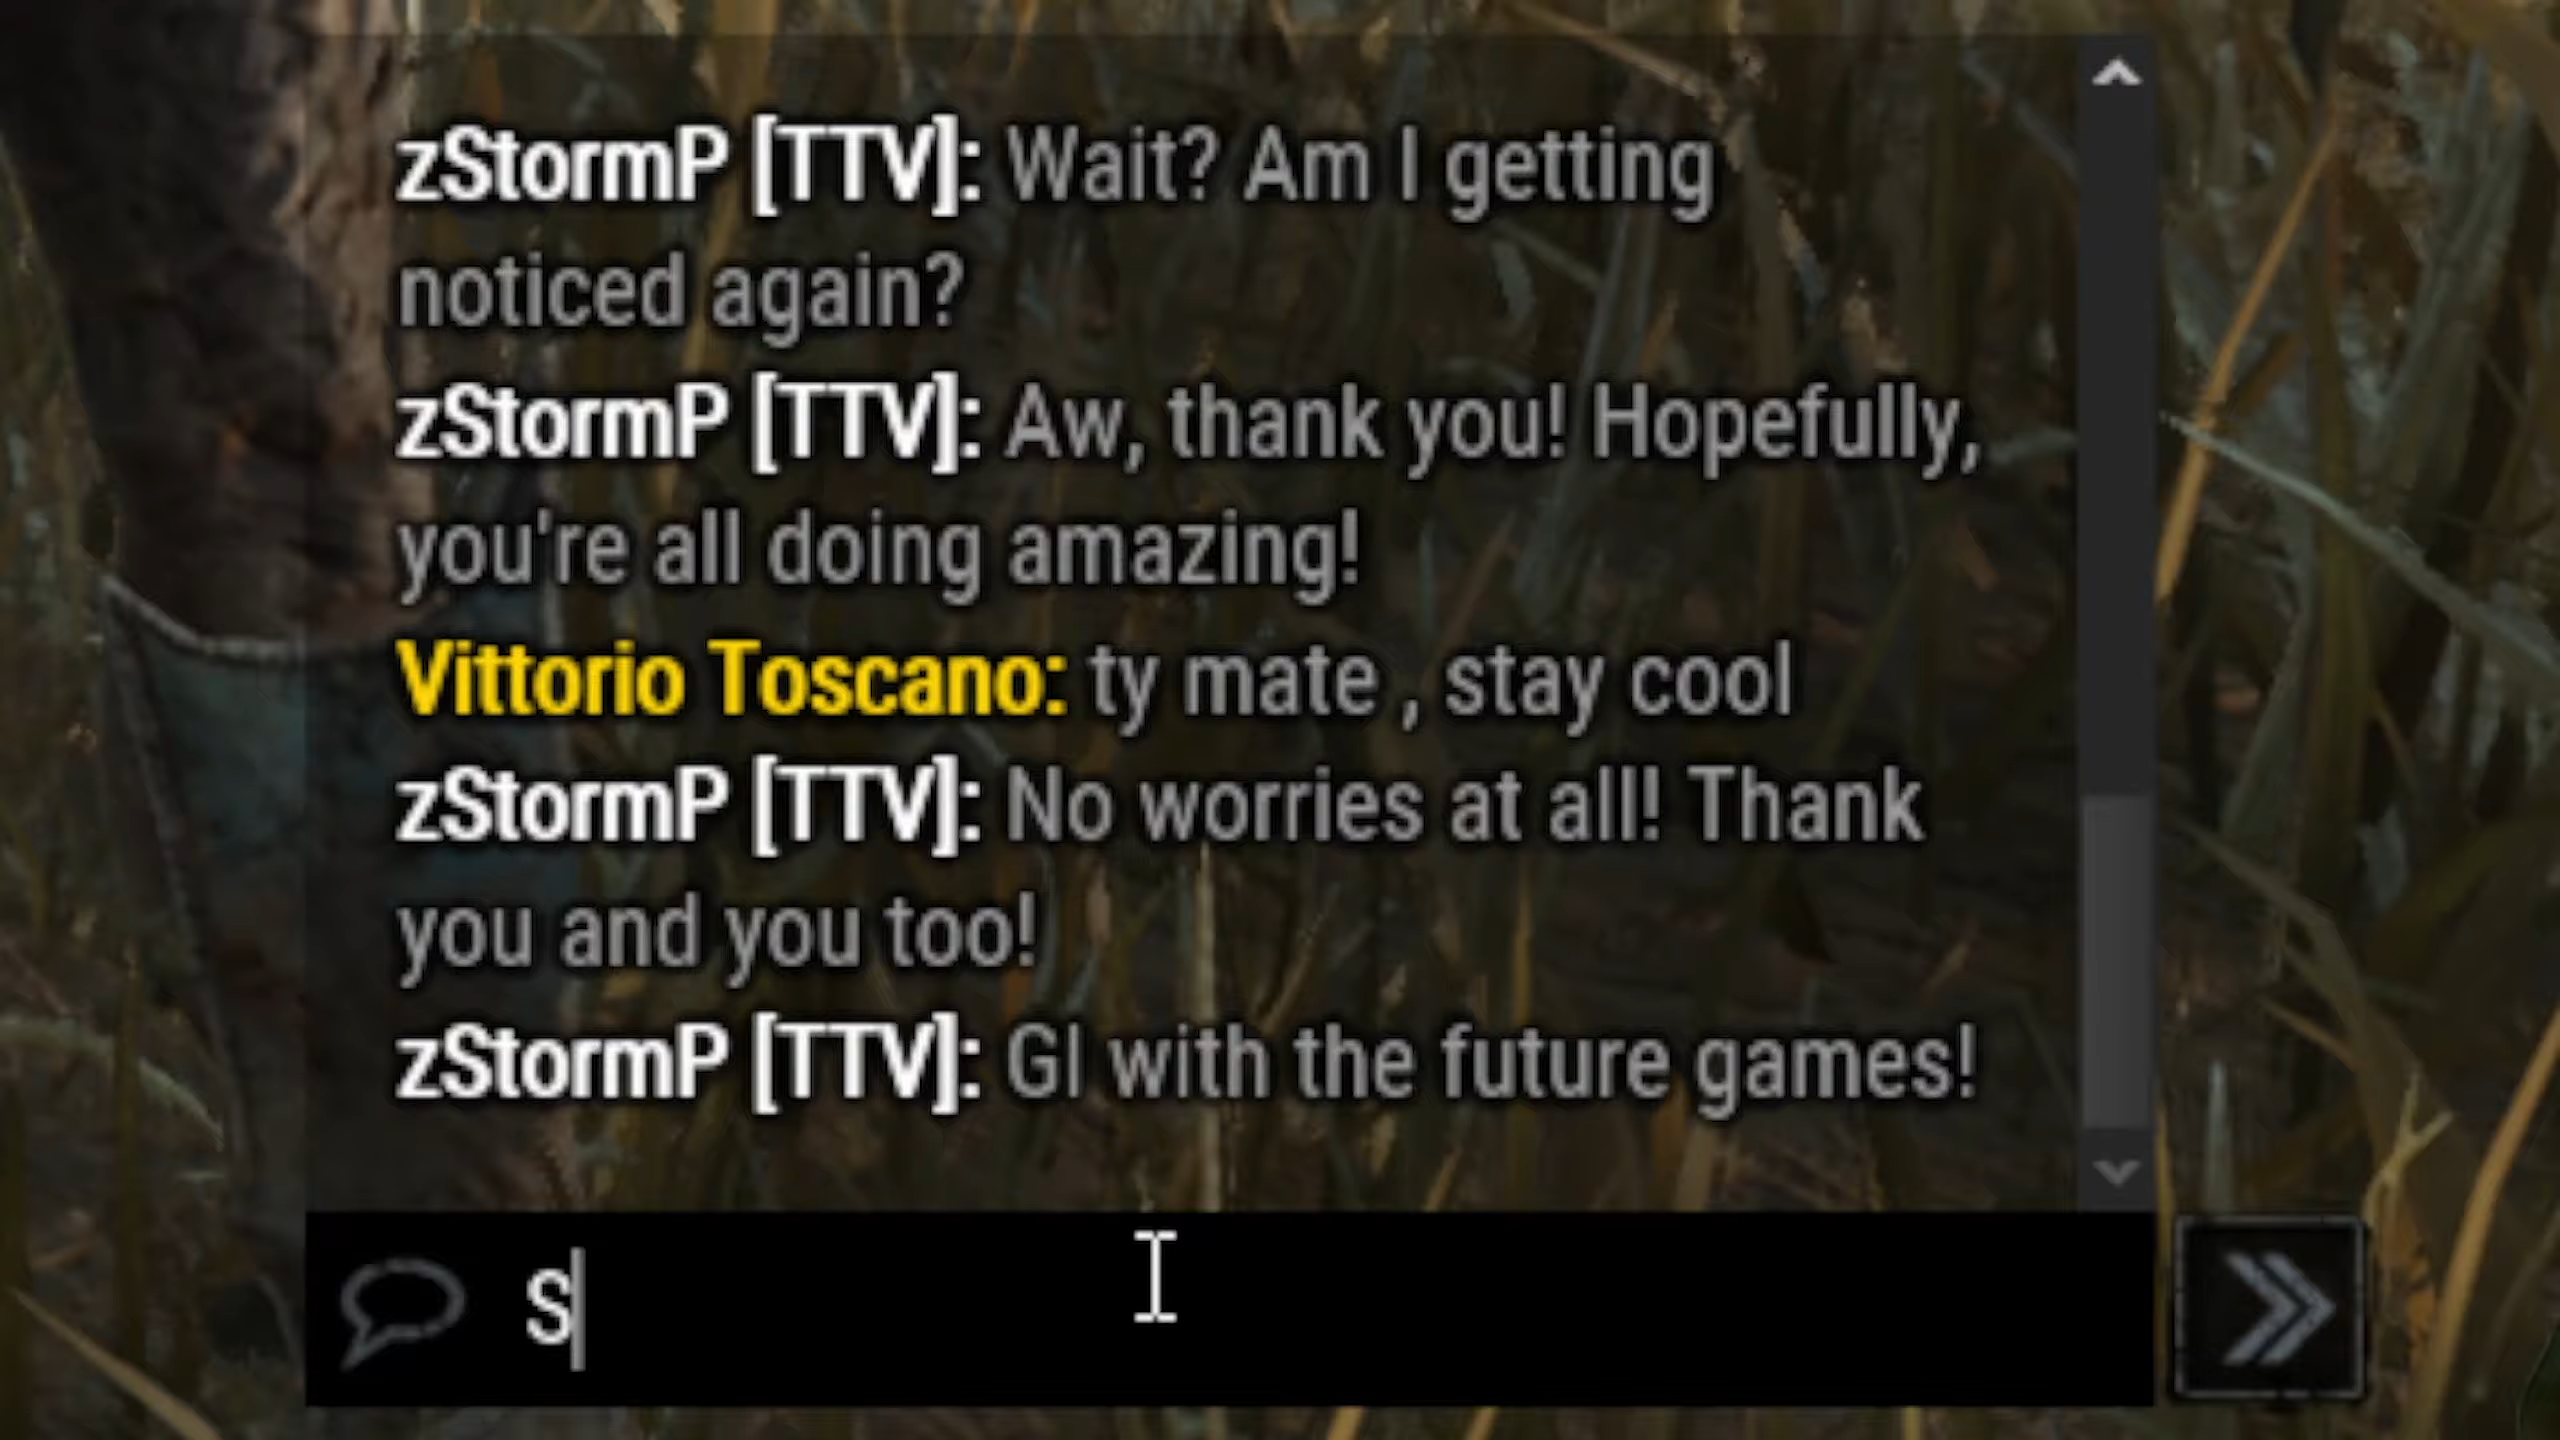 zStormP [TTV]: Wait? Am I getting
noticed again?
zStormP [TTV]: Aw, thank you! Hopefully,
you're all doing amazing!
Vittorio Toscano: ty mate , stay cool
zStormP [TTV]: No worries at all! Thank
you and you too!
zStormP [TTV]: Gl with the future games!
S